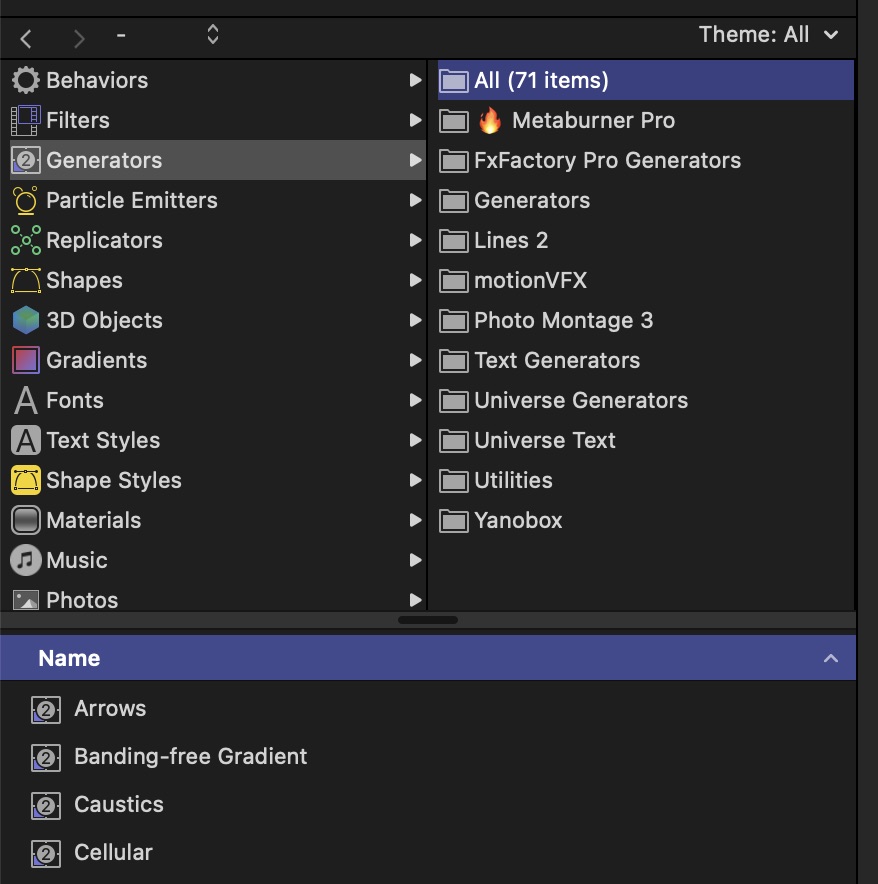 -
Theme: All
Behaviors
Filters
Generators
Particle Emitters
Replicators
Shapes
3D Objects
Gradients
Fonts
Text Styles
Shape Styles
Materials
Music
Photos
All (71 items)
🔥 Metaburner Pro
FxFactory Pro Generators
Generators
Lines 2
motionVFX
Photo Montage 3
Text Generators
Universe Generators
Universe Text
Utilities
Yanobox
Name
Arrows
Banding-free Gradient
Caustics
Cellular